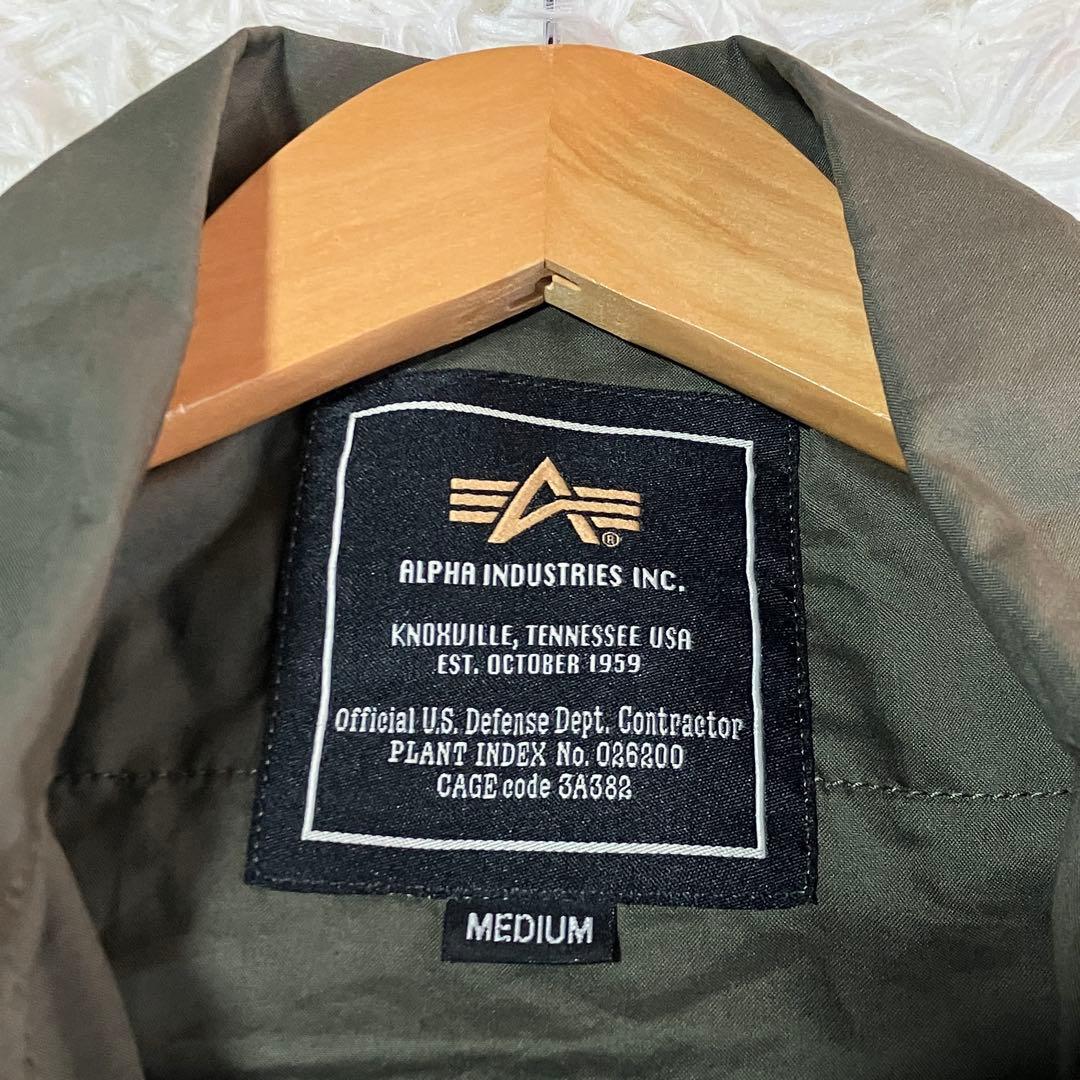 ®
ALPHA INDUSTRIES INC.
KNOXVILLE, TENNESSEE USA
EST. OCTOBER 1959
Official U.S. Defense Dept. Contractor
PLANT INDEX No. 026200
CAGE code 3A382
MEDIUM